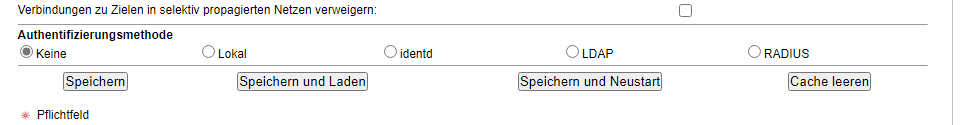 Verbindungen zu Zielen in selektiv propagierten Netzen verweigern:
Authentifizierungsmethode
Keine Lokal identd LDAP RADIUS
Speichern Speichern und Laden Speichern und Neustart Cache leeren
* Pflichtfeld